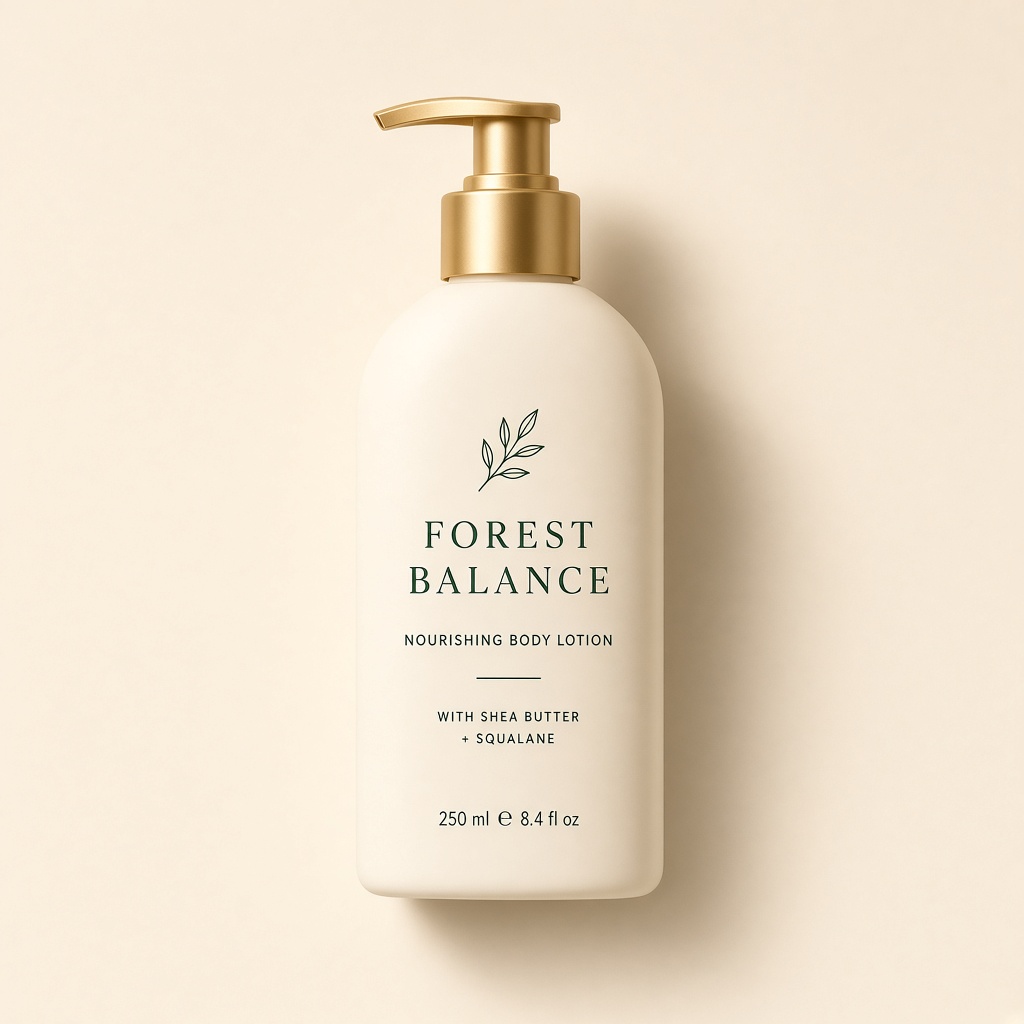 FOREST
BALANCE
NOURISHING BODY LOTION
WITH SHEA BUTTER
+ SQUALANE
250 ml ℮ 8.4 fl oz